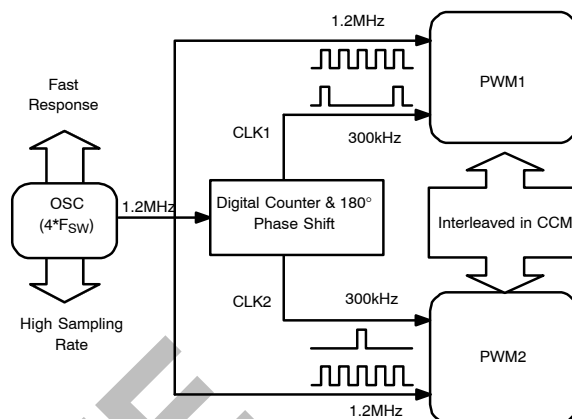 1.2MHz
Fast
Response
PWM1
CLK1
300kHz
OSC
(4*FSW)
1.2MHz
Digital Counter & 180°
Phase Shift
Interleaved in CCM
CLK2
300kHz
High Sampling
Rate
PWM2
1.2MHz